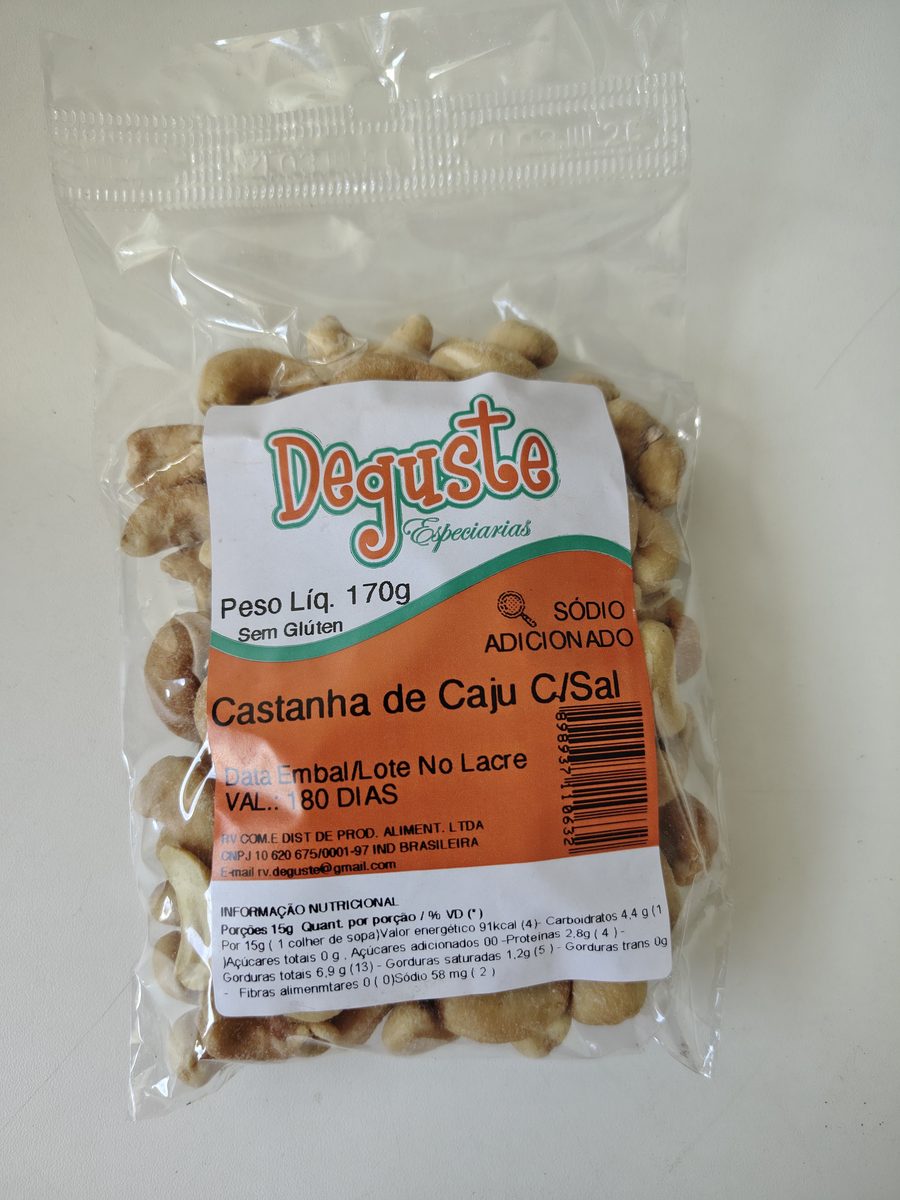 Deguste
Especiarias
Peso Líq. 170g
Sem Glúten
SÓDIO
ADICIONADO
Castanha de Caju C/Sal
Data Embal/Lote No Lacre
VAL.: 180 DIAS
898937110632
RV COM.E DIST DE PROD. ALIMENT. LTDA
CNPJ 10 620 675/0001-97 IND BRASILEIRA
E-mail rv.deguste@gmail.com
INFORMAÇÃO NUTRICIONAL
Porções 15g Quant. por porção / % VD (*)
Por 15g ( 1 colher de sopa)Valor energético 91kcal (4)- Carboidratos 4,4 g (1
)Açúcares totais 0 g , Açúcares adicionados 00 -Proteínas 2,8g ( 4 ) -
Gorduras totais 6,9 g (13) - Gorduras saturadas 1,2g (5 ) - Gorduras trans 0g
- Fibras alimenmtares 0 ( 0)Sódio 58 mg ( 2 )